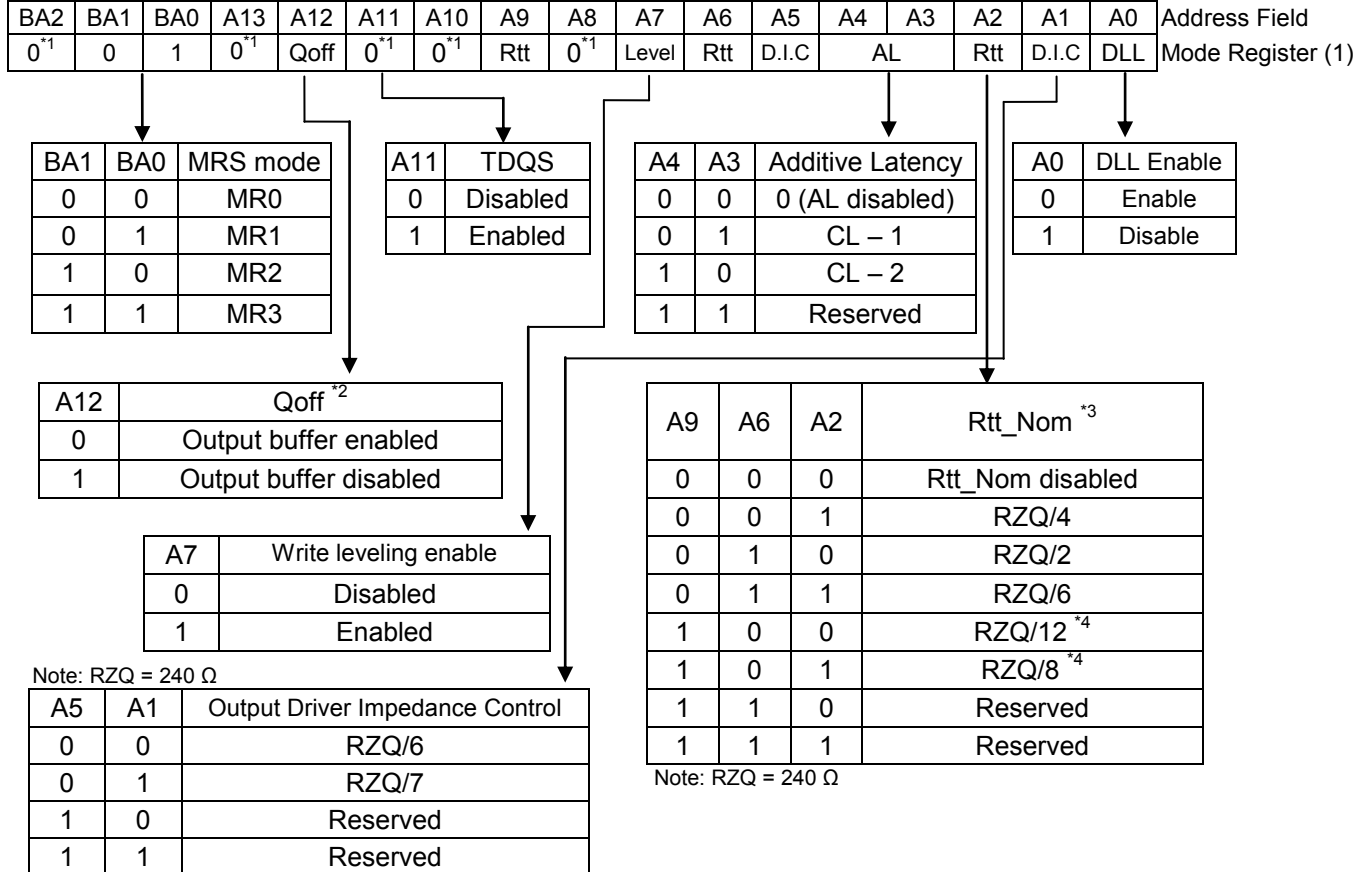 BA2 BA1 BA0 A13 A12 A11 A10 A9 A8 A7 A6 A5 A4 A3 A2 A1 A0 Address Field
0*1 0 1 0*1 Qoff 0*1 0*1 Rtt 0*1 Level Rtt D.I.C AL Rtt D.I.C DLL Mode Register (1)
BA1 BA0 MRS mode
0 0 MR0
0 1 MR1
1 0 MR2
1 1 MR3
A11 TDQS
0 Disabled
1 Enabled
A4 A3 Additive Latency
0 0 0 (AL disabled)
0 1 CL – 1
1 0 CL – 2
1 1 Reserved
A0 DLL Enable
0 Enable
1 Disable
A12 Qoff *2
0 Output buffer enabled
1 Output buffer disabled
A7 Write leveling enable
0 Disabled
1 Enabled
Note: RZQ = 240 Ω
A5 A1 Output Driver Impedance Control
0 0 RZQ/6
0 1 RZQ/7
1 0 Reserved
1 1 Reserved
A9 A6 A2 Rtt_Nom *3
0 0 0 Rtt_Nom disabled
0 0 1 RZQ/4
0 1 0 RZQ/2
0 1 1 RZQ/6
1 0 0 RZQ/12 *4
1 0 1 RZQ/8 *4
1 1 0 Reserved
1 1 1 Reserved
Note: RZQ = 240 Ω